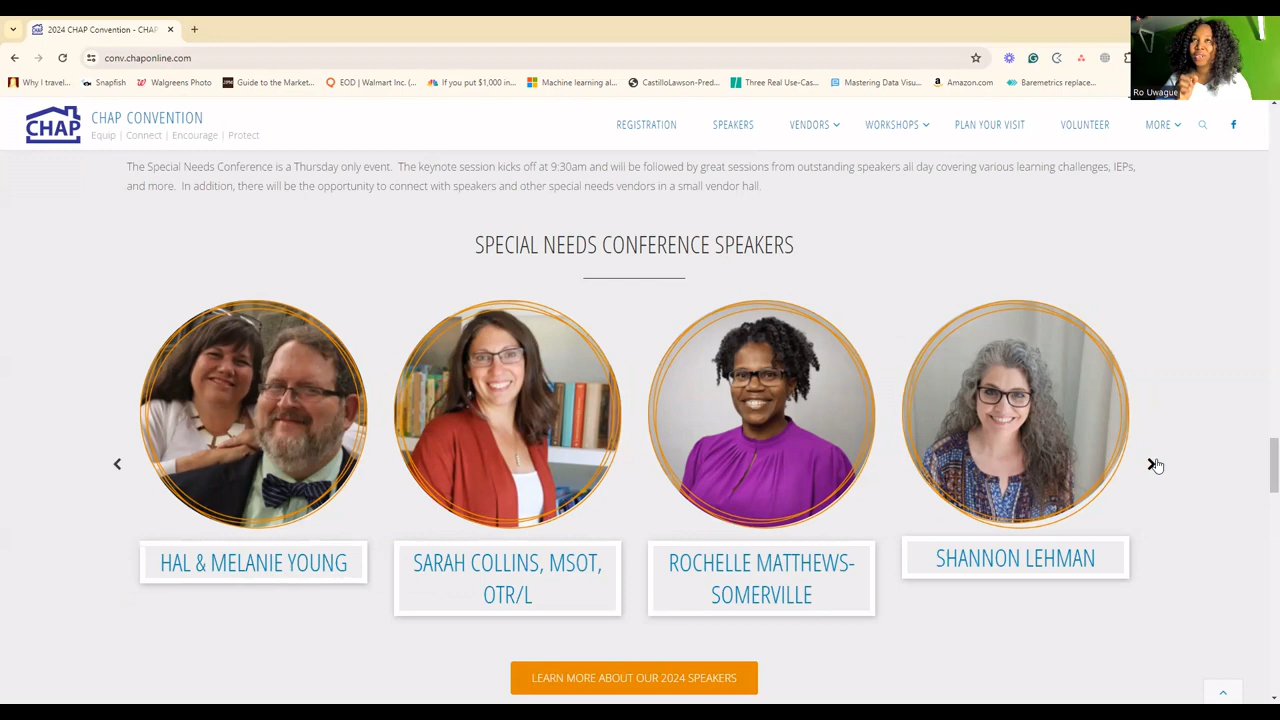 2024 CHAP Convention - CHAP
conv.chaponline.com
Why I travel...
Snapfish
Walgreens Photo
Guide to the Market...
EOD | Walmart Inc. (...
If you put $1,000 in...
Machine learning al...
CastilloLawson-Pred...
Three Real Use-Cas...
Mastering Data Visu...
Amazon.com
Baremetrics replace...
Ro Uwague
CHAP
CHAP CONVENTION
Equip | Connect | Encourage | Protect
REGISTRATION
SPEAKERS
VENDORS
WORKSHOPS
PLAN YOUR VISIT
VOLUNTEER
MORE
The Special Needs Conference is a Thursday only event. The keynote session kicks off at 9:30am and will be followed by great sessions from outstanding speakers all day covering various learning challenges, IEPs,
and more. In addition, there will be the opportunity to connect with speakers and other special needs vendors in a small vendor hall.
SPECIAL NEEDS CONFERENCE SPEAKERS
HAL & MELANIE YOUNG
SARAH COLLINS, MSOT,
OTR/L
ROCHELLE MATTHEWS-
SOMERVILLE
SHANNON LEHMAN
LEARN MORE ABOUT OUR 2024 SPEAKERS